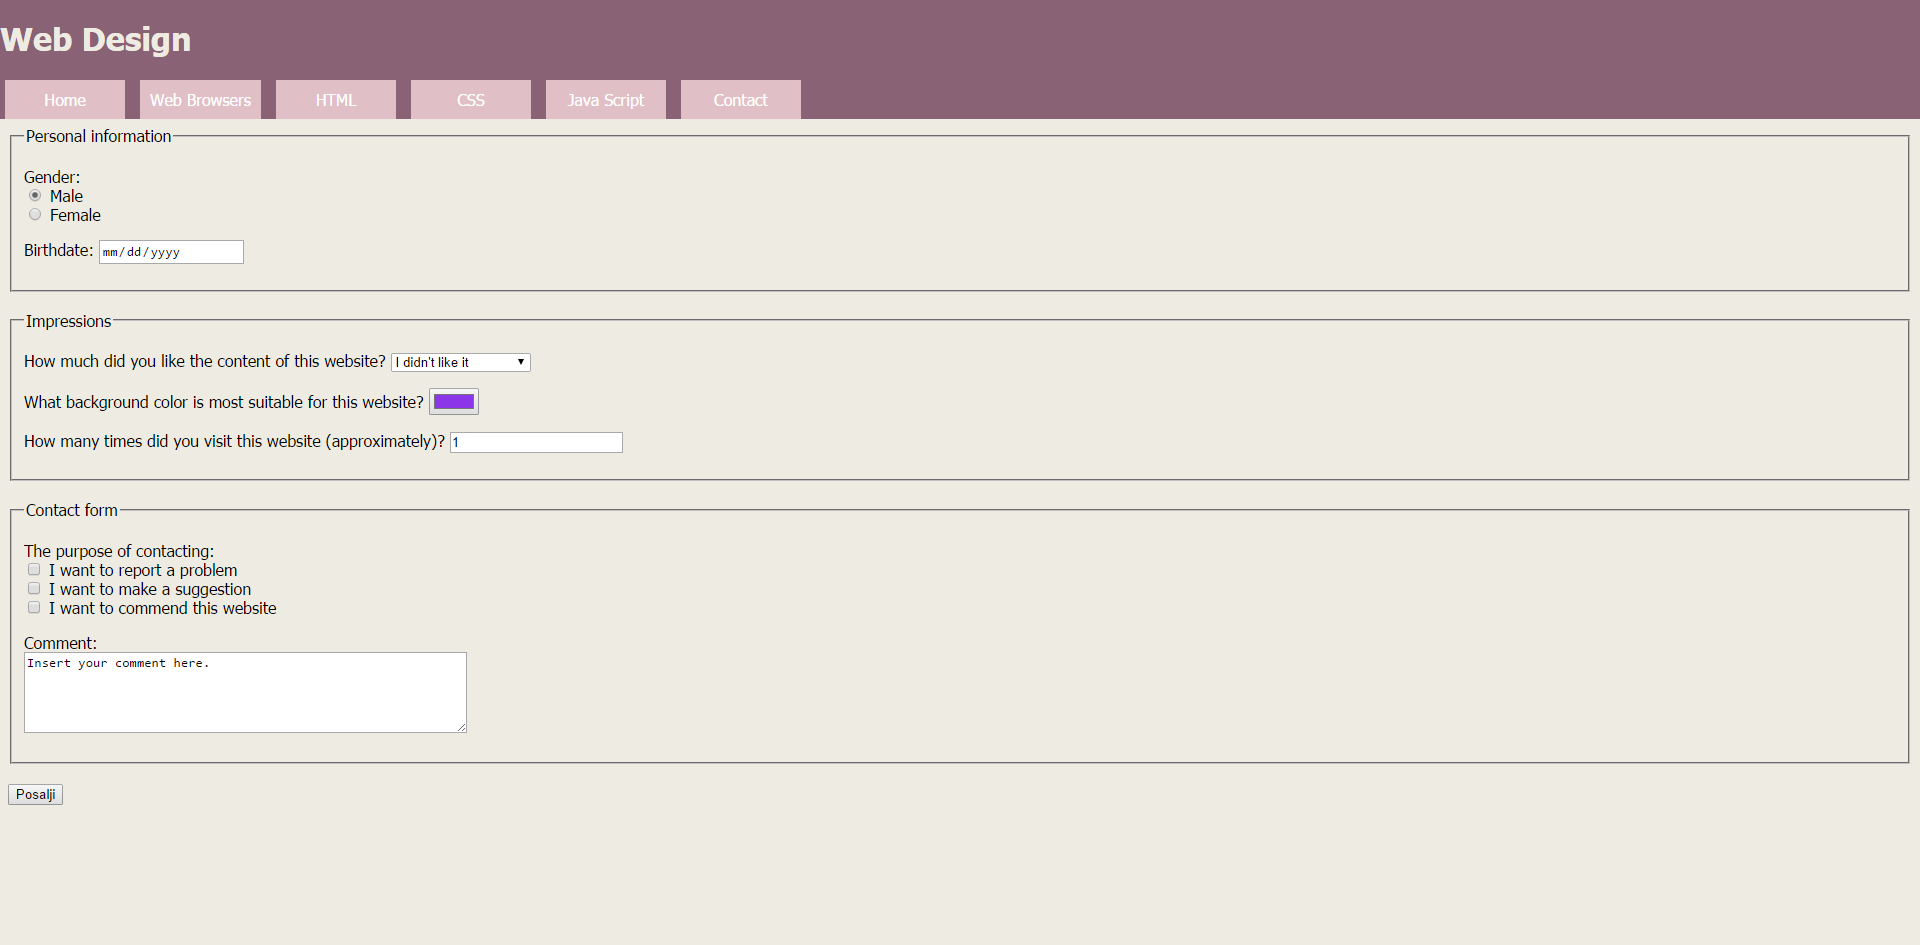 Web Design
Home Web Browsers HTML CSS Java Script Contact
Personal information
Gender:
Male
Female
Birthdate: mm/dd/yyyy
Impressions
How much did you like the content of this website? I didn't like it
What background color is most suitable for this website?
How many times did you visit this website (approximately)? 1
Contact form
The purpose of contacting:
I want to report a problem
I want to make a suggestion
I want to commend this website
Comment:
Insert your comment here.
Posalji